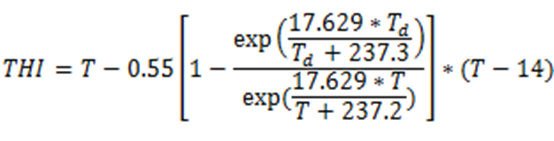 THI = T − 0.55 [1 − exp(17.629 * T_d / T_d + 237.3) / exp(17.629 * T / T + 237.2)] * (T − 14)